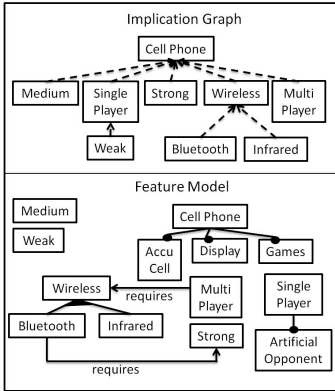 Implication Graph
Cell Phone
Medium
Single
Player
Strong
Wireless
Multi
Player
Weak
Bluetooth
Infrared
Feature Model
Medium
Weak
Cell Phone
Accu
Cell
Display
Games
Wireless
requires
Multi
Player
Single
Player
Bluetooth
Infrared
Strong
Artificial
Opponent
requires